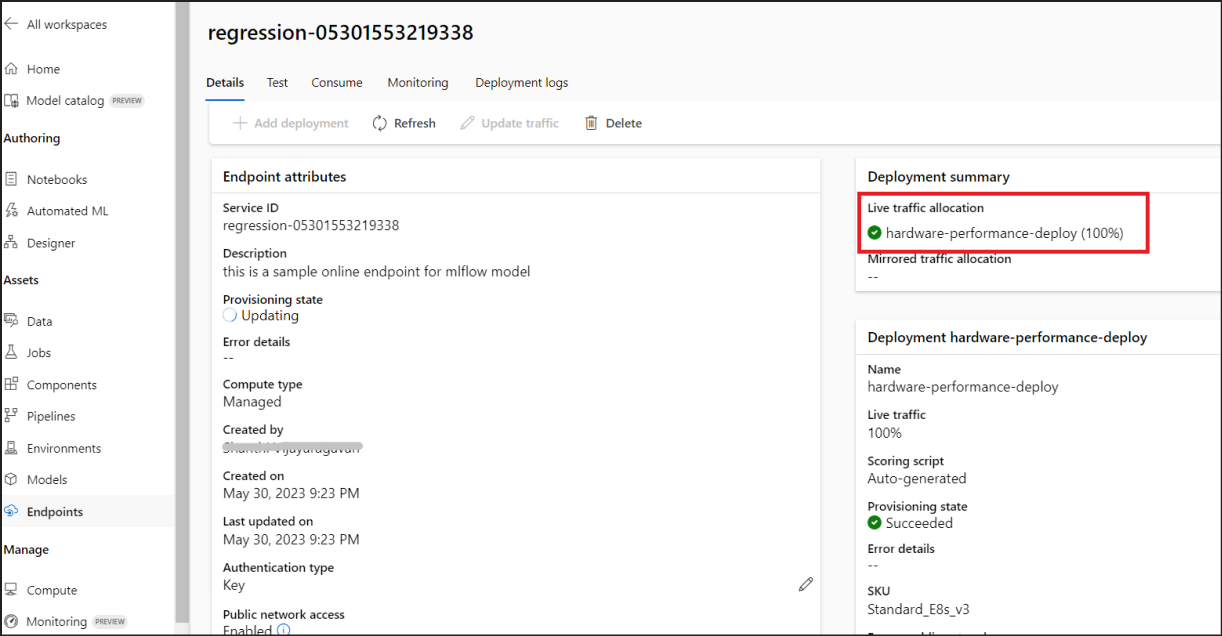 All workspaces
Home
Model catalog PREVIEW
Authoring
Notebooks
Automated ML
Designer
Assets
Data
Jobs
Components
Pipelines
Environments
Models
Endpoints
Manage
Compute
Monitoring PREVIEW
regression-05301553219338
Details Test Consume Monitoring Deployment logs
Add deployment Refresh Update traffic Delete
Endpoint attributes
Service ID
regression-05301553219338
Description
this is a sample online endpoint for mlflow model
Provisioning state
Updating
Error details
--
Compute type
Managed
Created by
Created on
May 30, 2023 9:23 PM
Last updated on
May 30, 2023 9:23 PM
Authentication type
Key
Public network access
Enabled
Deployment summary
Live traffic allocation
hardware-performance-deploy (100%)
Mirrored traffic allocation
--
Deployment hardware-performance-deploy
Name
hardware-performance-deploy
Live traffic
100%
Scoring script
Auto-generated
Provisioning state
Succeeded
Error details
--
SKU
Standard_E8s_v3